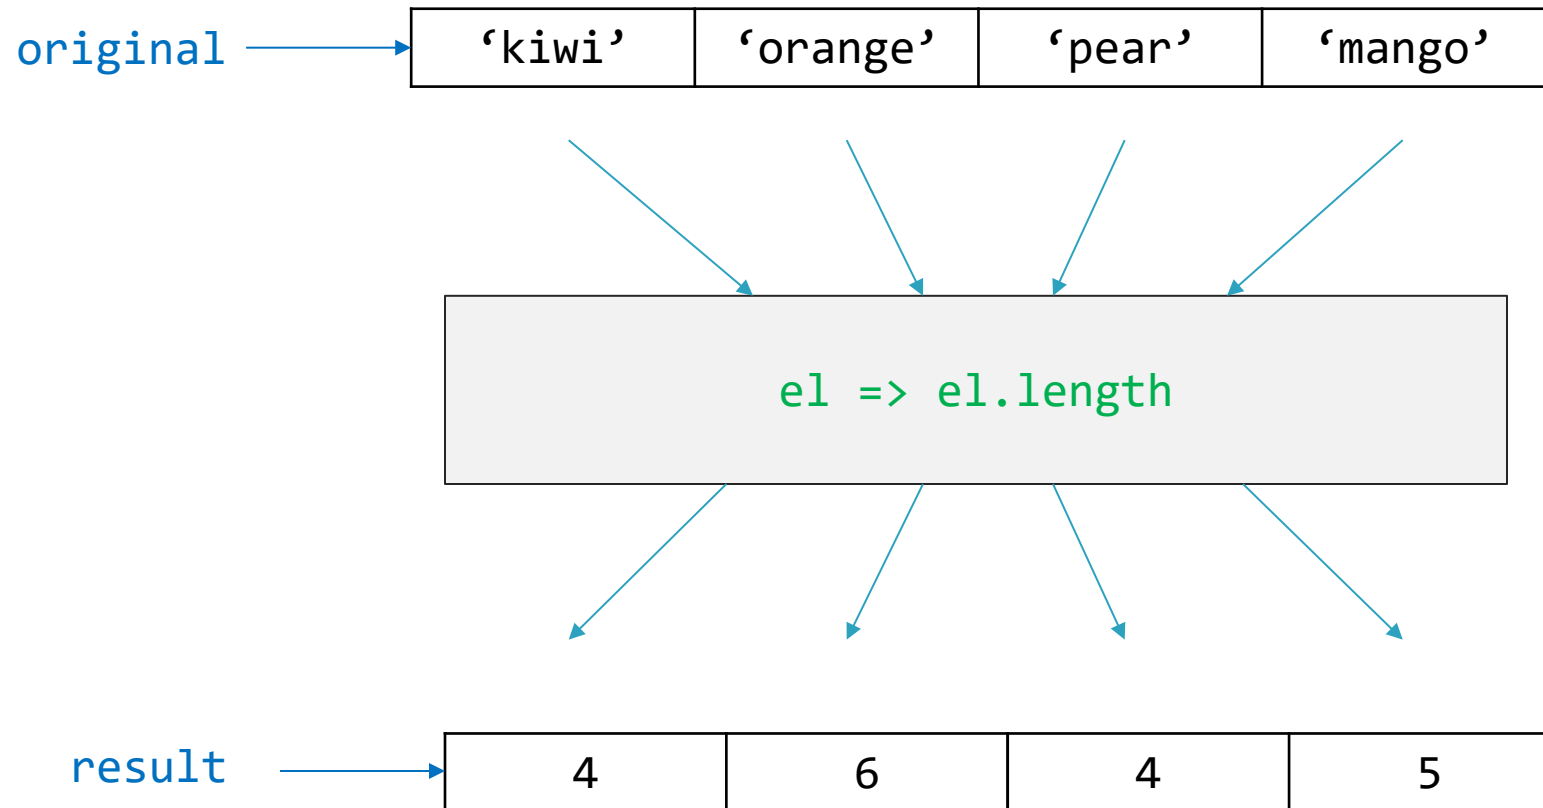 original ‘kiwi’ ‘orange’ ‘pear’ ‘mango’
el => el.length
result 4 6 4 5